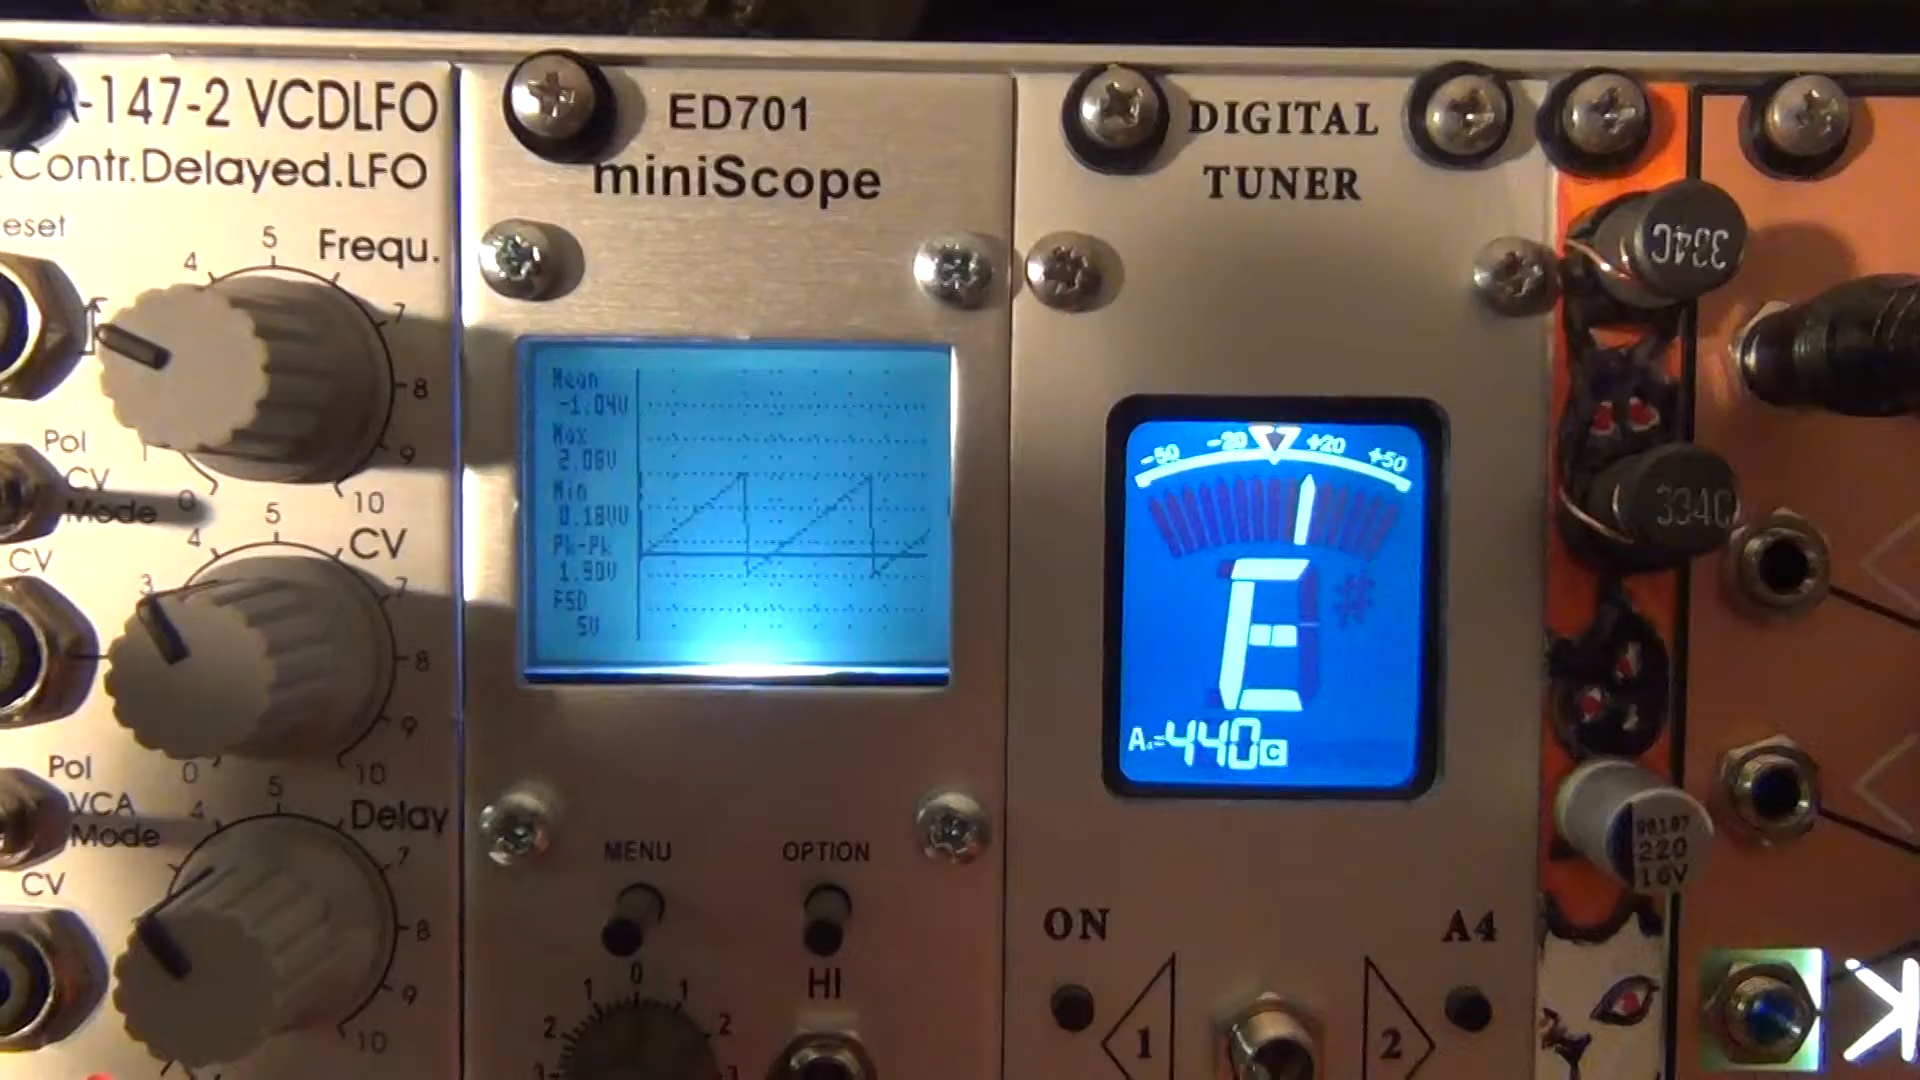 A-147-2 VCDLFO
.Contr.Delayed.LFO
eset
Frequ.
4
5
7
8
9
10
0
1
Pol
CV
Mode
CV
CV
3
4
5
7
8
9
10
0
Pol
VCA
Mode
CV
Delay
4
5
7
8
9
10
ED701
miniScope
Mean
-1.04V
Max
2.06V
Min
Pk-Pk
1.90V
FSD
5V
MENU
OPTION
HI
2 1 0 1 2
DIGITAL
TUNER
-50 -20 +20 +50
E
#
A4=440 C
ON
A4
1
2
334C
334C
220
16V
K